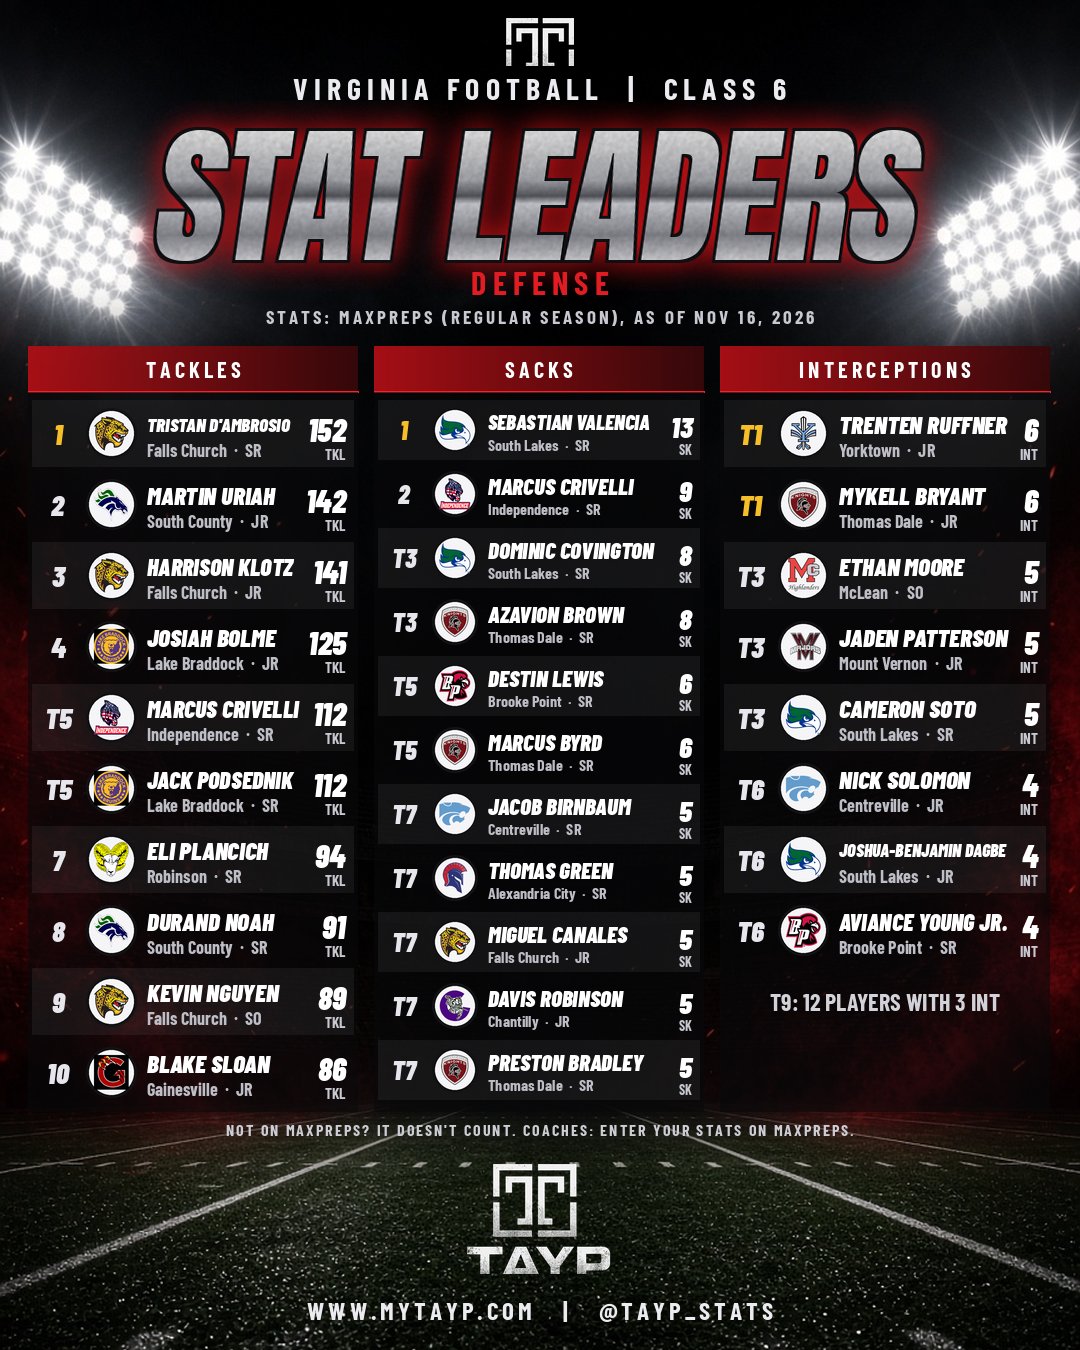 VIRGINIA FOOTBALL | CLASS 6
STAT LEADERS
DEFENSE
STATS: MAXPREPS (REGULAR SEASON), AS OF NOV 16, 2026
TACKLES
1 TRISTAN D'AMBROSIO 152
Falls Church · SR TKL
2 MARTIN URIAH 142
South County · JR TKL
3 HARRISON KLOTZ 141
Falls Church · JR TKL
4 JOSIAH BOLME 125
Lake Braddock · JR TKL
T5 MARCUS CRIVELLI 112
INDEPENDENCE
Independence · SR TKL
T5 JACK PODSEDNIK 112
Lake Braddock · SR TKL
7 ELI PLANCICH 94
Robinson · SR TKL
8 DURAND NOAH 91
South County · SR TKL
9 KEVIN NGUYEN 89
Falls Church · SO TKL
10 G BLAKE SLOAN 86
Gainesville · JR TKL
SACKS
1 SEBASTIAN VALENCIA 13
South Lakes · SR SK
2 MARCUS CRIVELLI 9
INDEPENDENCE
Independence · SR SK
T3 DOMINIC COVINGTON 8
South Lakes · SR SK
T3 AZAVION BROWN 8
KNIGHTS
Thomas Dale · SR SK
T5 BP DESTIN LEWIS 6
Brooke Point · SR SK
T5 MARCUS BYRD 6
KNIGHTS
Thomas Dale · SR SK
T7 JACOB BIRNBAUM 5
Centreville · SR SK
T7 THOMAS GREEN 5
Alexandria City · SR SK
T7 MIGUEL CANALES 5
Falls Church · JR SK
T7 DAVIS ROBINSON 5
Chantilly · JR SK
T7 PRESTON BRADLEY 5
KNIGHTS
Thomas Dale · SR SK
INTERCEPTIONS
T1 TRENTEN RUFFNER 6
Yorktown · JR INT
T1 MYKELL BRYANT 6
KNIGHTS
Thomas Dale · JR INT
T3 Mc ETHAN MOORE 5
Highlanders
McLean · SO INT
T3 JADEN PATTERSON 5
MAJORS
Mount Vernon · JR INT
T3 CAMERON SOTO 5
South Lakes · SR INT
T6 NICK SOLOMON 4
Centreville · JR INT
T6 JOSHUA-BENJAMIN DAGBE 4
South Lakes · JR INT
T6 BP AVIANCE YOUNG JR. 4
Brooke Point · SR INT
T9: 12 PLAYERS WITH 3 INT
NOT ON MAXPREPS? IT DOESN'T COUNT. COACHES: ENTER YOUR STATS ON MAXPREPS.
TAYP
WWW.MYTAYP.COM | @TAYP_STATS